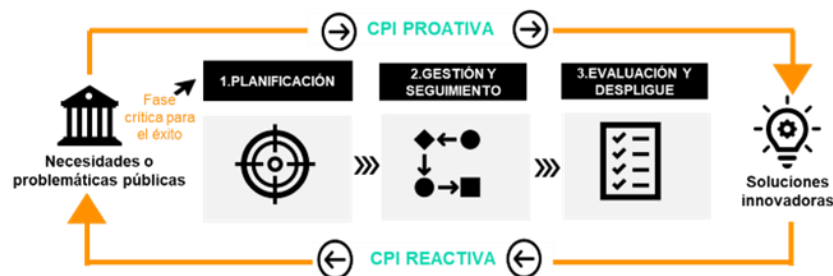 CPI PROATIVA
1.PLANIFICACIÓN
2.GESTIÓN Y
SEGUIMIENTO
3.EVALUACIÓN Y
DESPLIGUE
Fase
crítica para
el éxito
Necesidades o
problemáticas públicas
Soluciones
innovadoras
CPI REACTIVA